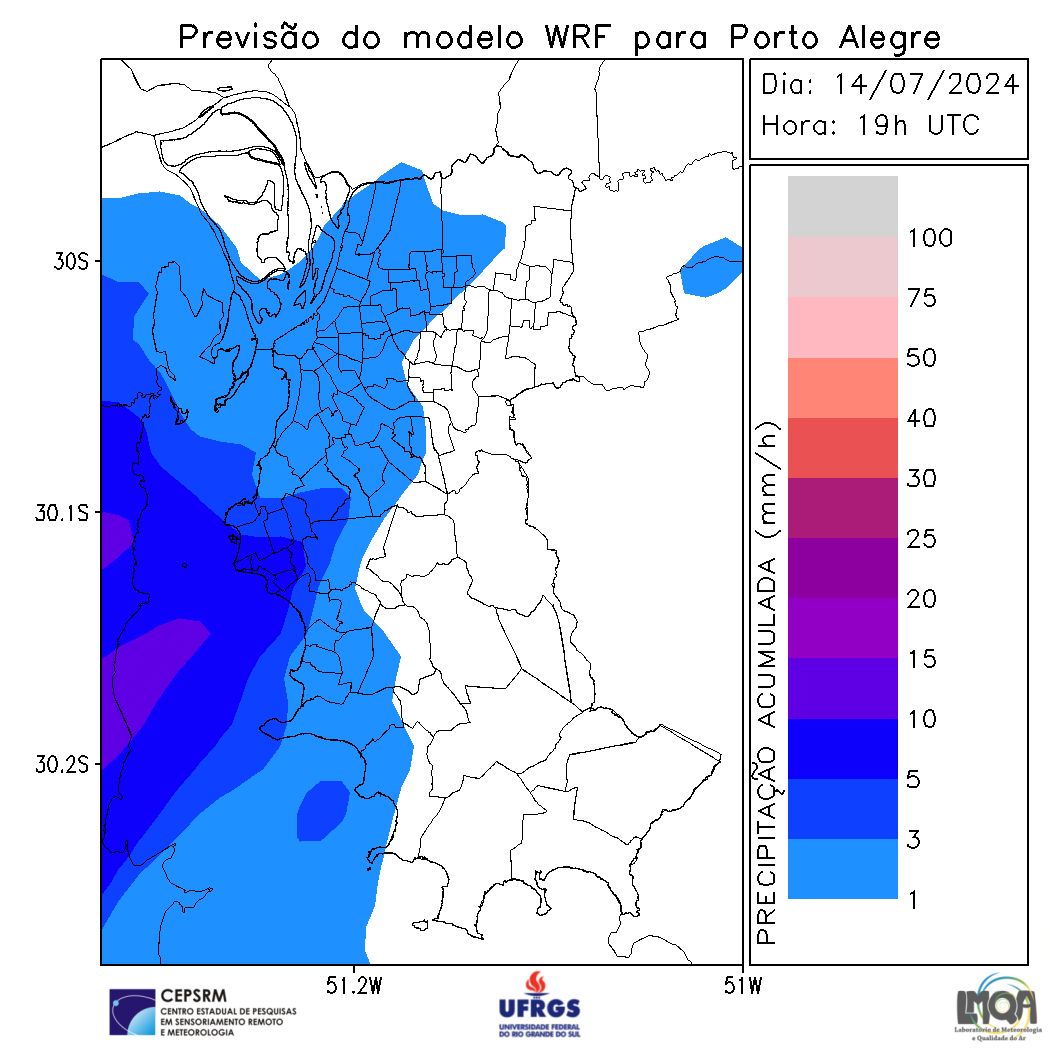 Previsão do modelo WRF para Porto Alegre
Dia: 14/07/2024
Hora: 19h UTC
30S
30.1S
30.2S
51.2W
51W
PRECIPITAÇÃO ACUMULADA (mm/h)
100
75
50
40
30
25
20
15
10
5
3
1
CEPSRM
CENTRO ESTADUAL DE PESQUISAS
EM SENSORIAMENTO REMOTO
E METEOROLOGIA
UFRGS
UNIVERSIDADE FEDERAL
DO RIO GRANDE DO SUL
LMQA
Laboratório de Meteorologia
e Qualidade do Ar